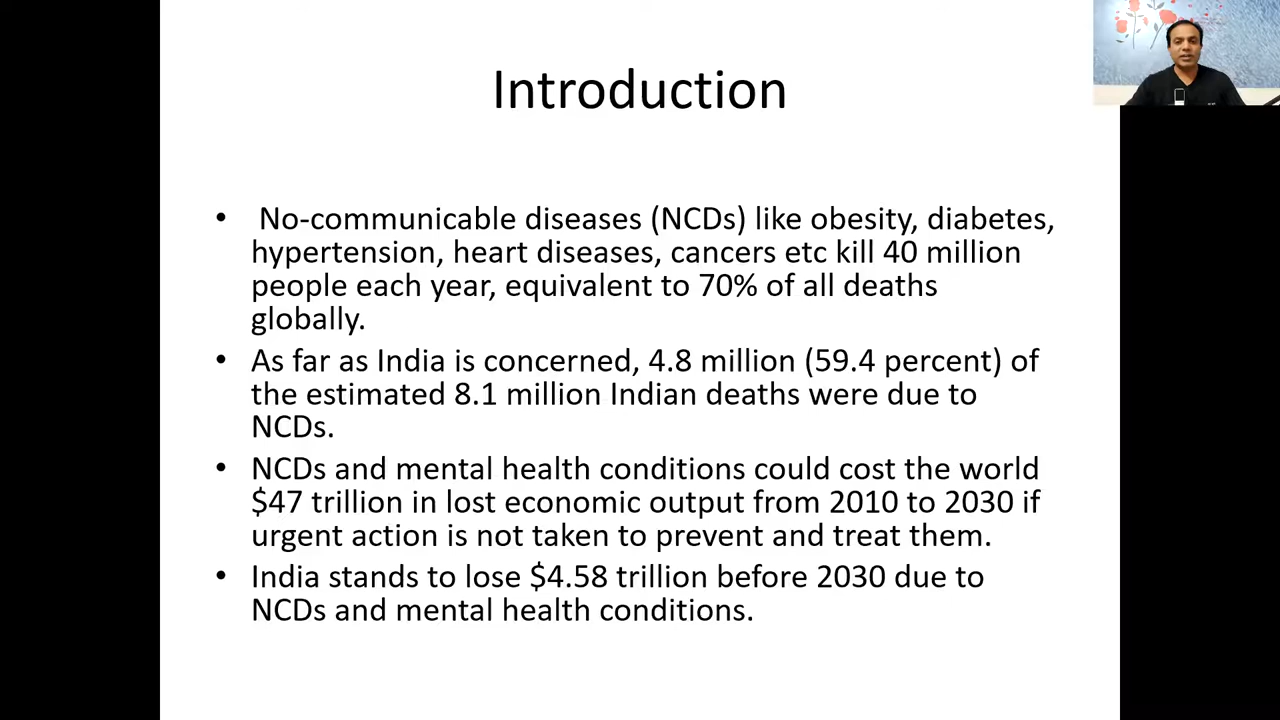 Introduction
• No-communicable diseases (NCDs) like obesity, diabetes,
hypertension, heart diseases, cancers etc kill 40 million
people each year, equivalent to 70% of all deaths
globally.
• As far as India is concerned, 4.8 million (59.4 percent) of
the estimated 8.1 million Indian deaths were due to
NCDs.
• NCDs and mental health conditions could cost the world
$47 trillion in lost economic output from 2010 to 2030 if
urgent action is not taken to prevent and treat them.
• India stands to lose $4.58 trillion before 2030 due to
NCDs and mental health conditions.